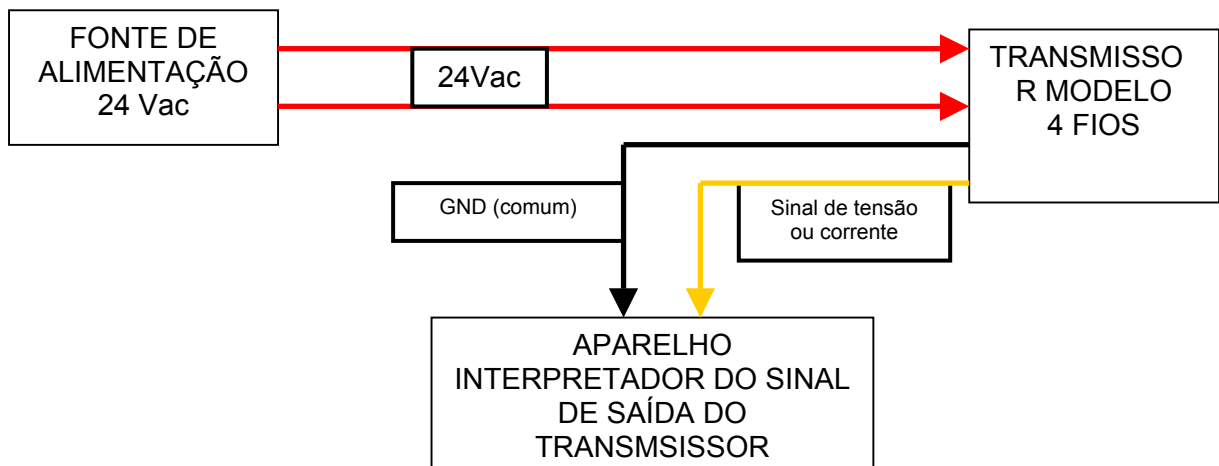 FONTE DE
ALIMENTAÇÃO
24 Vac
24Vac
TRANSMISSO
R MODELO
4 FIOS
GND (comum)
Sinal de tensão
ou corrente
APARELHO
INTERPRETADOR DO SINAL
DE SAÍDA DO
TRANSMSISSOR